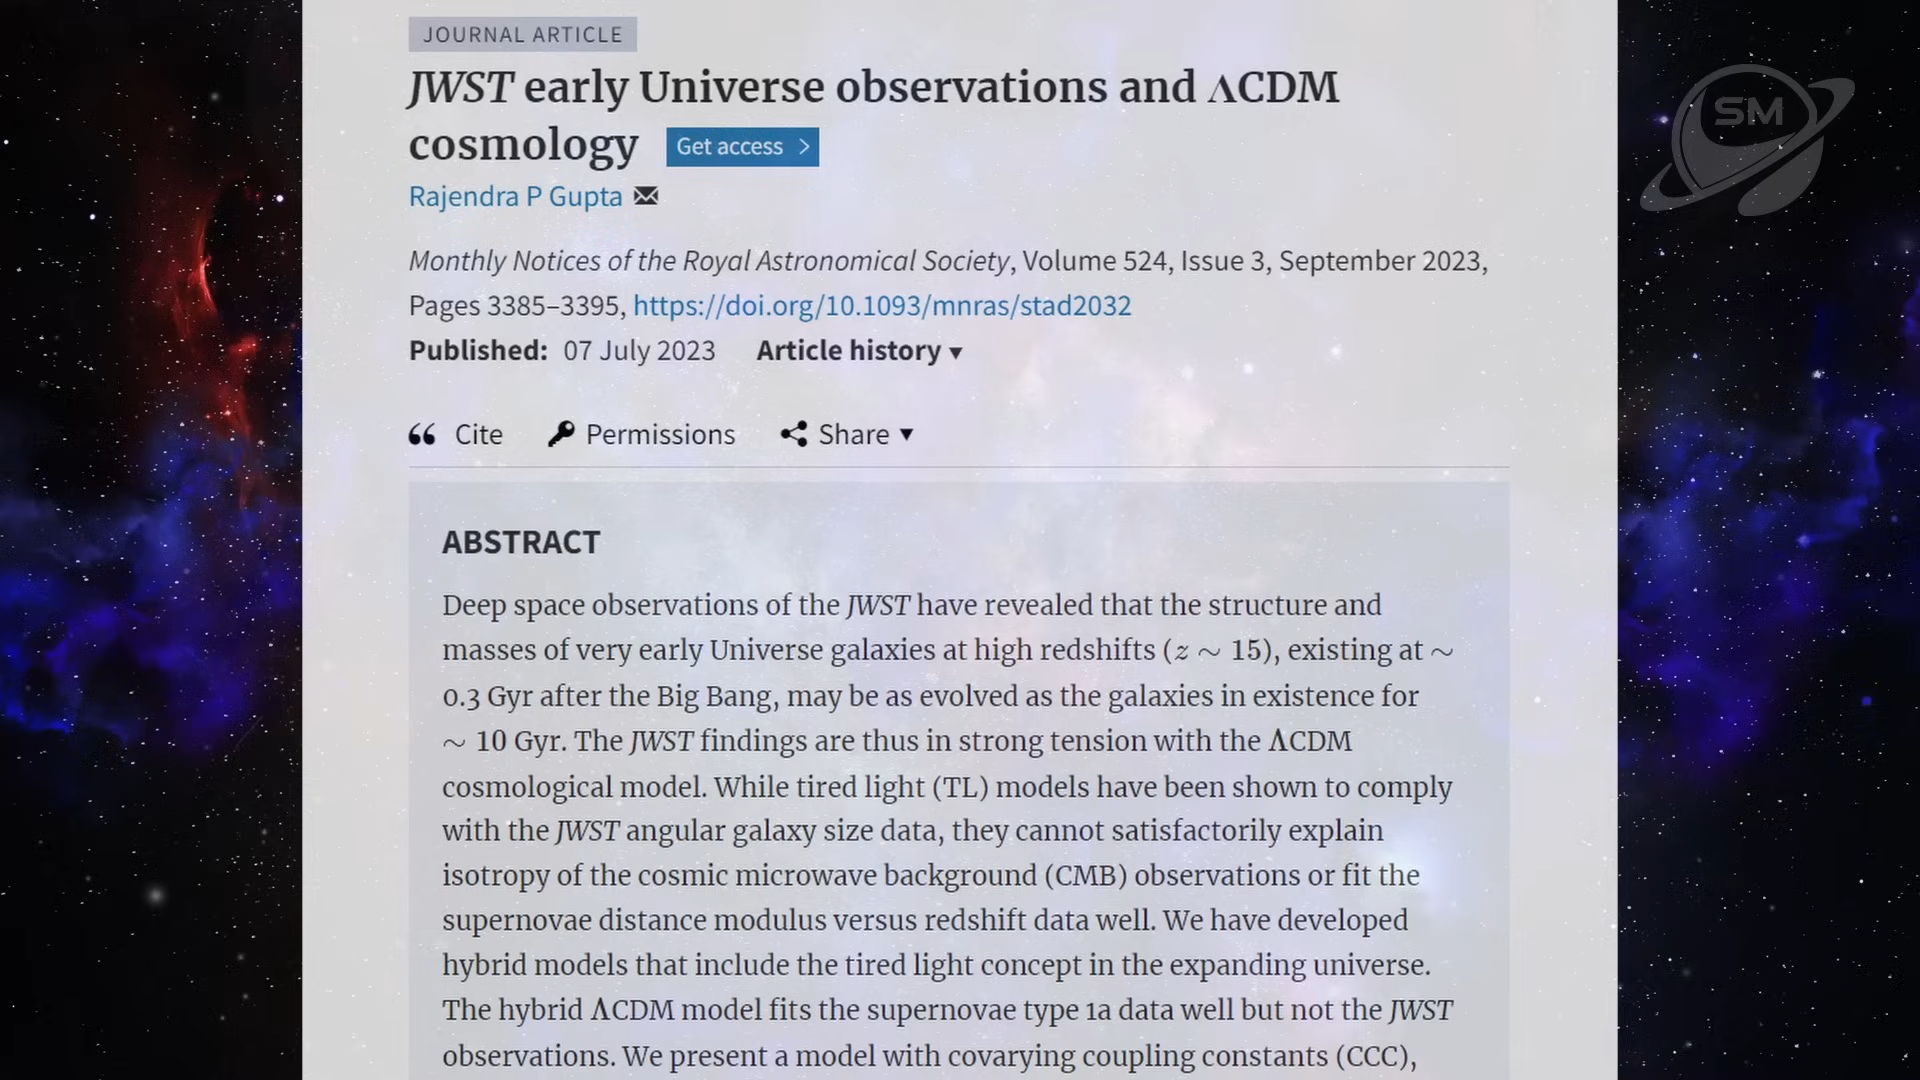 JOURNAL ARTICLE
JWST early Universe observations and ΛCDM
cosmology Get access >
Rajendra P Gupta
Monthly Notices of the Royal Astronomical Society, Volume 524, Issue 3, September 2023,
Pages 3385–3395, https://doi.org/10.1093/mnras/stad2032
Published: 07 July 2023 Article history ▾
Cite Permissions Share ▾
ABSTRACT
Deep space observations of the JWST have revealed that the structure and
masses of very early Universe galaxies at high redshifts (z ∼ 15), existing at ∼
0.3 Gyr after the Big Bang, may be as evolved as the galaxies in existence for
∼ 10 Gyr. The JWST findings are thus in strong tension with the ΛCDM
cosmological model. While tired light (TL) models have been shown to comply
with the JWST angular galaxy size data, they cannot satisfactorily explain
isotropy of the cosmic microwave background (CMB) observations or fit the
supernovae distance modulus versus redshift data well. We have developed
hybrid models that include the tired light concept in the expanding universe.
The hybrid ΛCDM model fits the supernovae type 1a data well but not the JWST
observations. We present a model with covarying coupling constants (CCC),
SM